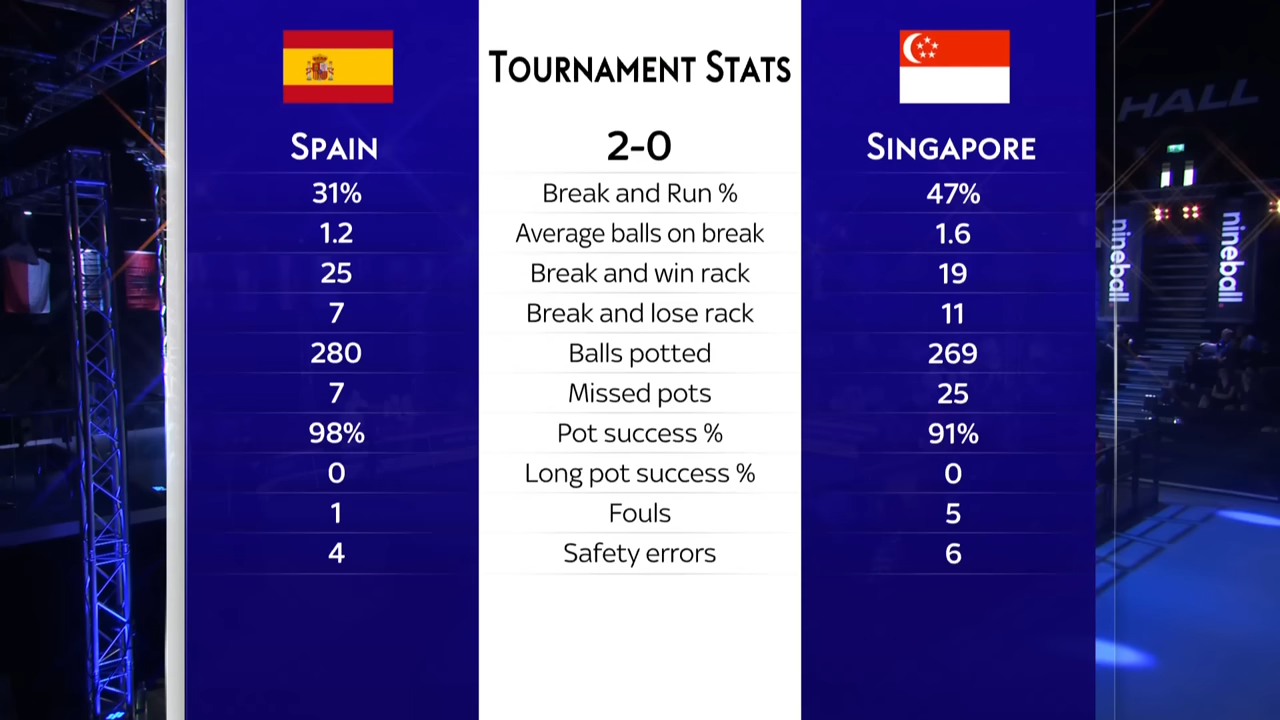 TOURNAMENT STATS
SPAIN 2-0 SINGAPORE
31% Break and Run % 47%
1.2 Average balls on break 1.6
25 Break and win rack 19
7 Break and lose rack 11
280 Balls potted 269
7 Missed pots 25
98% Pot success % 91%
0 Long pot success % 0
1 Fouls 5
4 Safety errors 6
HALL
nineball.
nineball.